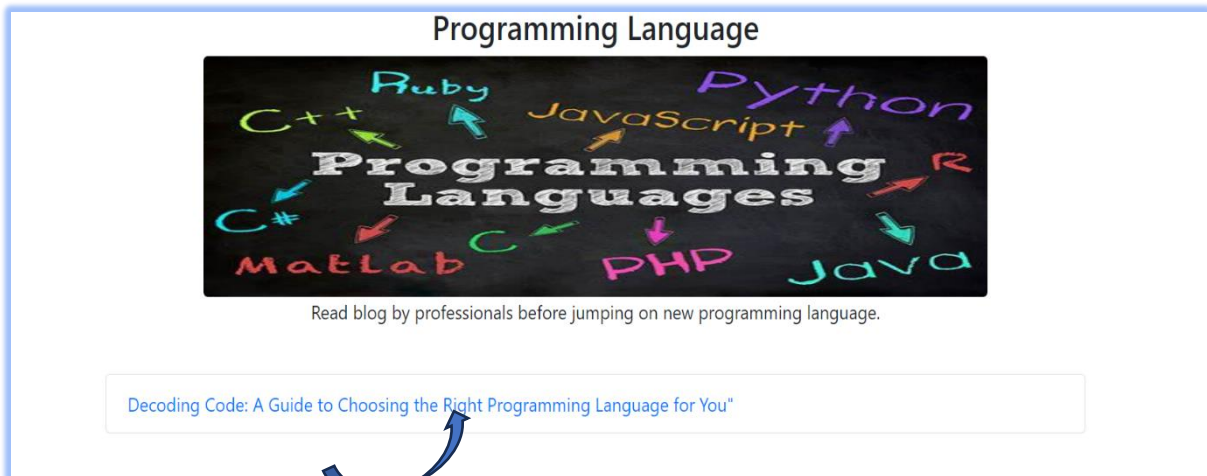 Programming Language
Ruby
Python
C++
JavaScript
Programming
R
Languages
C#
C
MatLab
PHP
Java
Read blog by professionals before jumping on new programming language.
Decoding Code: A Guide to Choosing the Right Programming Language for You"